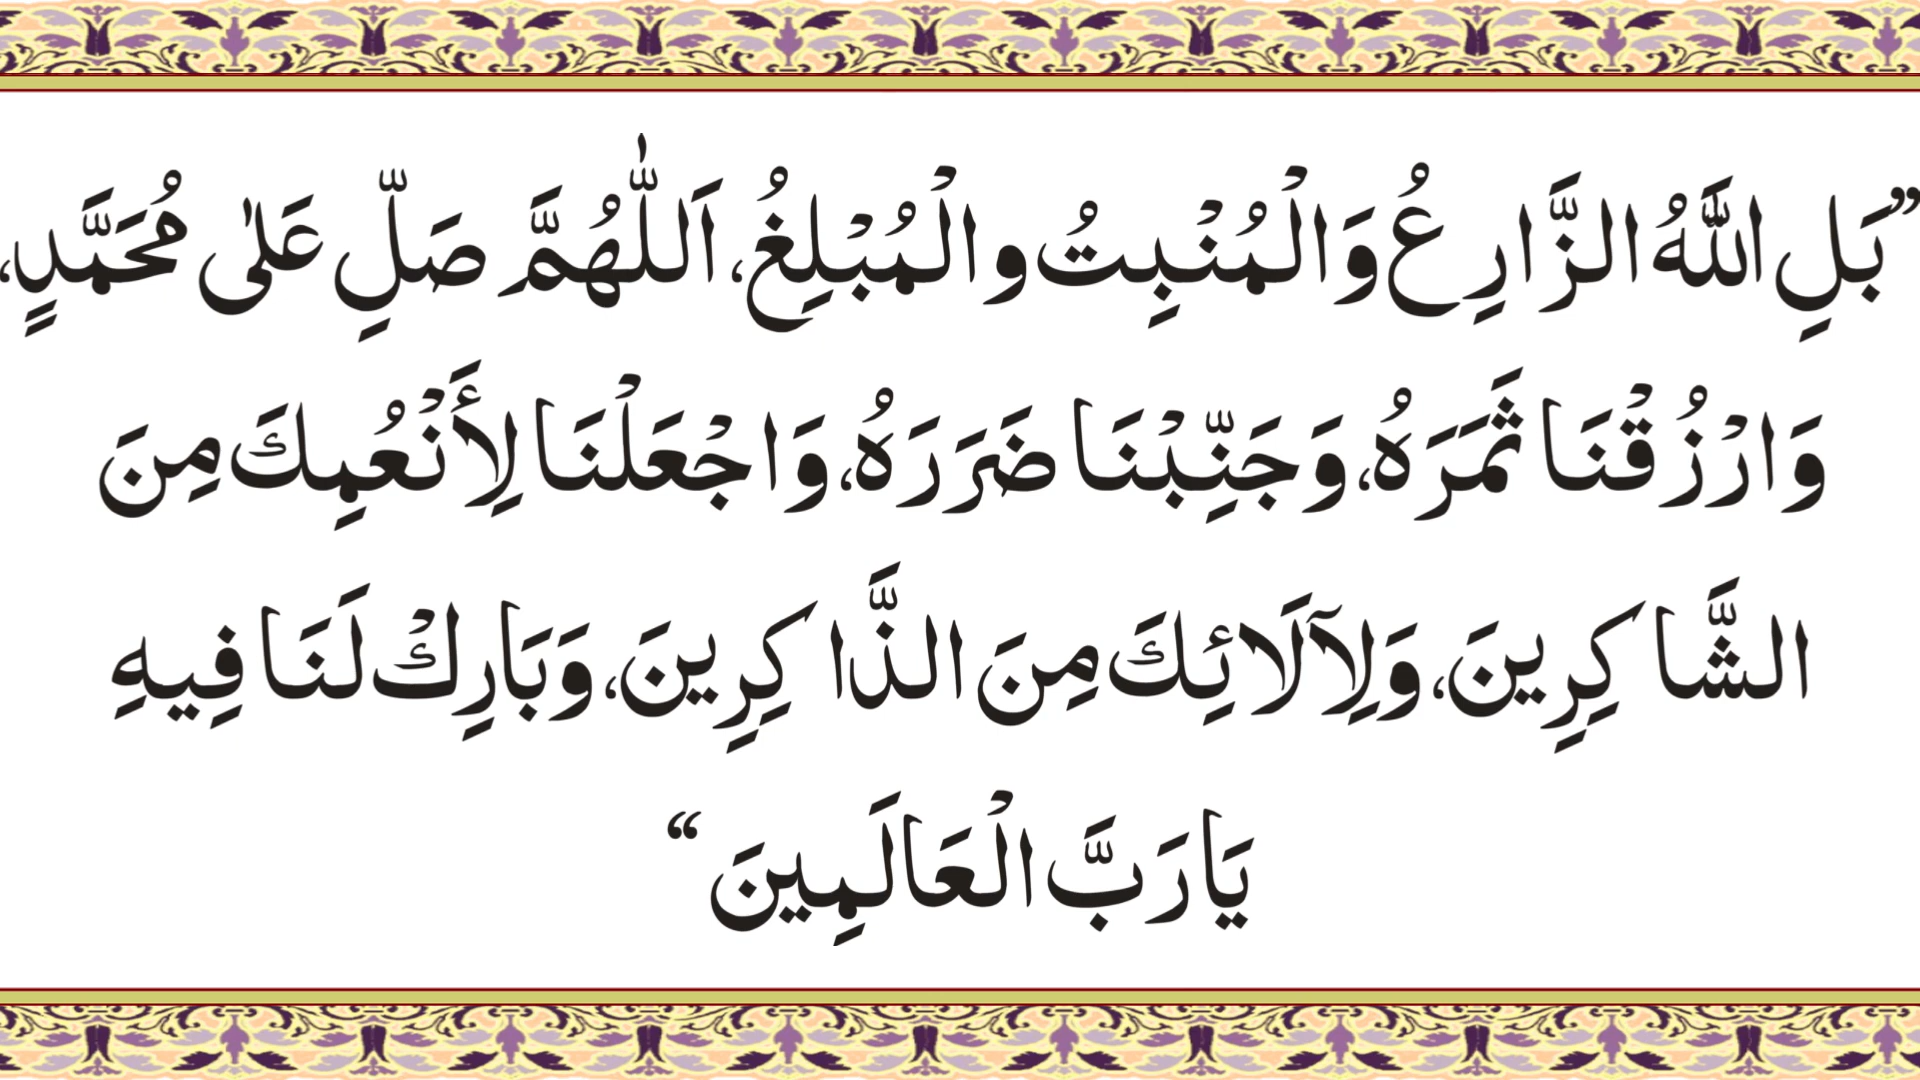 ”بَلِ اللَّهُ الزَّارِعُ وَالْمُنْبِتُ والْمُبْلِغُ، اَللّٰهُمَّ صَلِّ عَلٰى مُحَمَّدٍ،
وَارْزُقْنَا ثَمَرَهُ، وَجَنِّبْنَا ضَرَرَهُ، وَاجْعَلْنَا لِأَنْعُمِكَ مِنَ
الشَّاكِرِينَ، وَلِآلَائِكَ مِنَ الذَّاكِرِينَ، وَبَارِكْ لَنَا فِيهِ
يَا رَبَّ الْعَالَمِينَ“